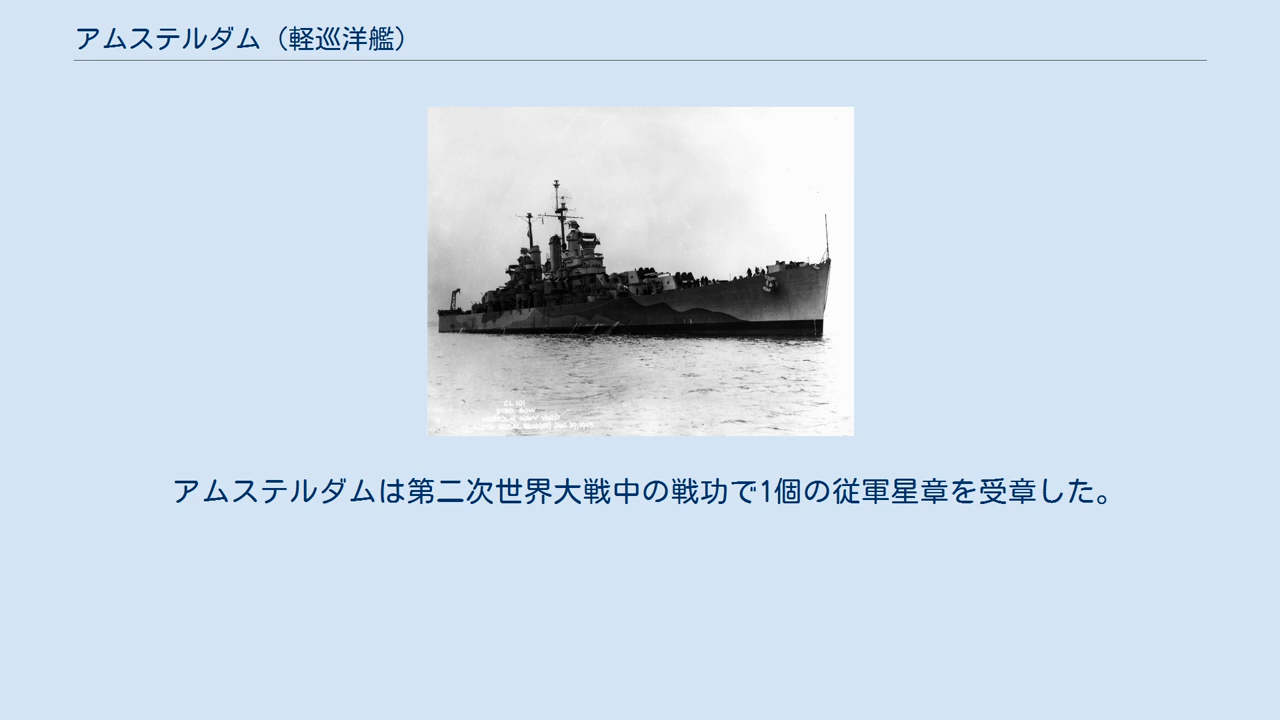 アムステルダム（軽巡洋艦）
CL 101
アムステルダムは第二次世界大戦中の戦功で1個の従軍星章を受章した。